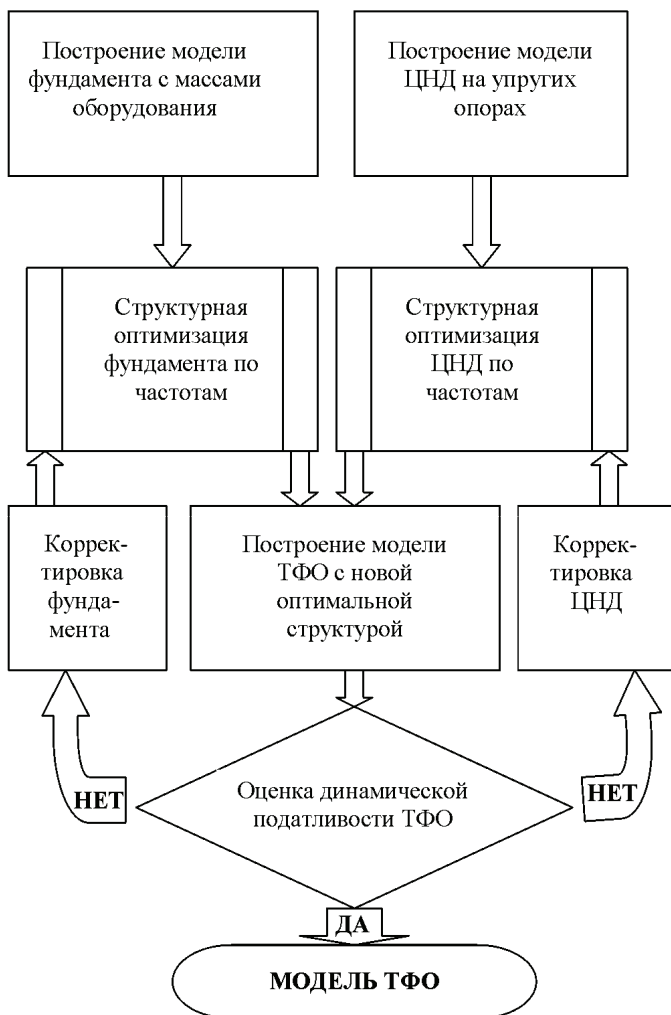 Построение модели
фундамента с массами
оборудования
Построение модели
ЦНД на упругих
опорах
Структурная
оптимизация
фундамента по
частотам
Структурная
оптимизация
ЦНД по
частотам
Коррек-
тировка
фунда-
мента
Построение модели
ТФО с новой
оптимальной
структурой
Коррек-
тировка
ЦНД
НЕТ
Оценка динамической
податливости ТФО
НЕТ
ДА
МОДЕЛЬ ТФО